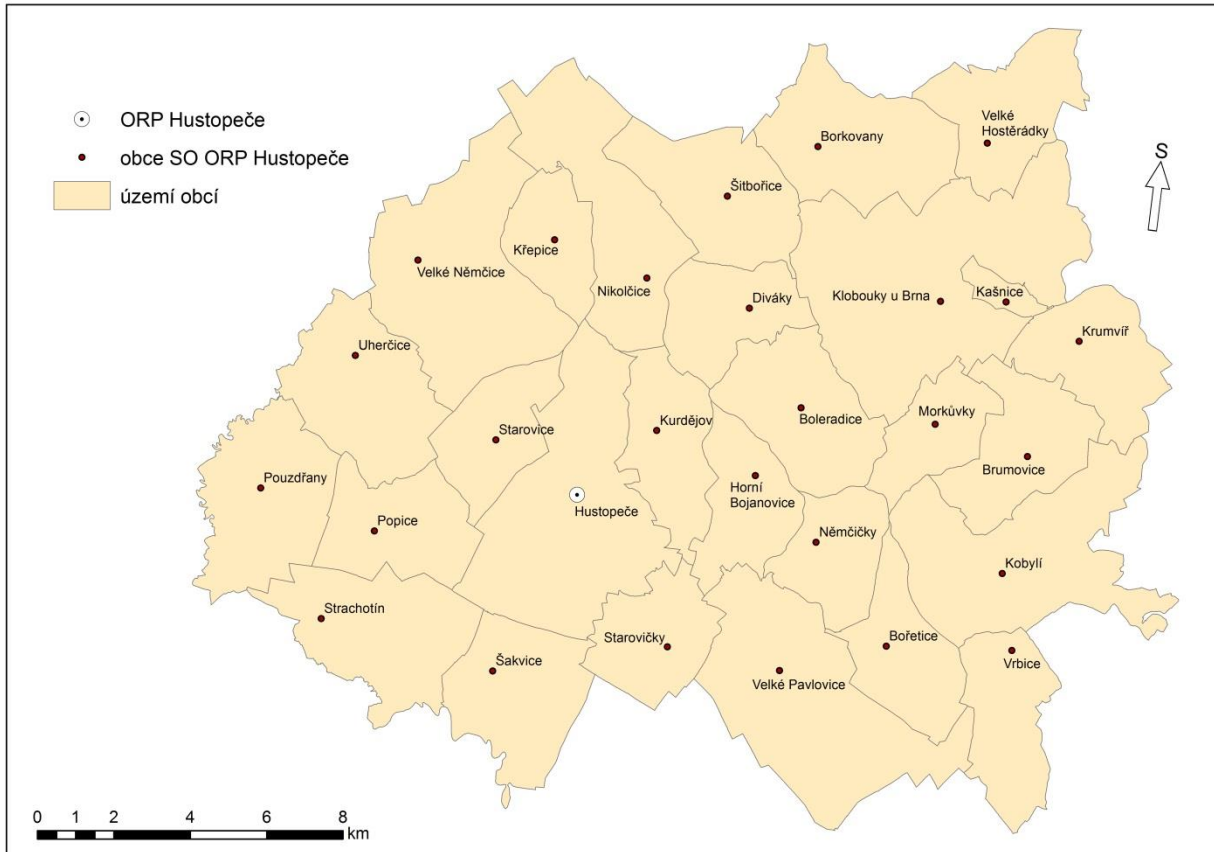 ORP Hustopeče
obce SO ORP Hustopeče
území obcí
S
Velké
Hostěrádky
Borkovany
Šitbořice
Křepice
Velké Němčice
Nikolčice
Diváky
Klobouky u Brna
Kašnice
Krumvíř
Uherčice
Starovice
Kurdějov
Boleradice
Morkůvky
Brumovice
Pouzdřany
Popice
Hustopeče
Horní
Bojanovice
Němčičky
Kobylí
Strachotín
Šakvice
Starovičky
Velké Pavlovice
Bořetice
Vrbice
0 1 2 4 6 8
km